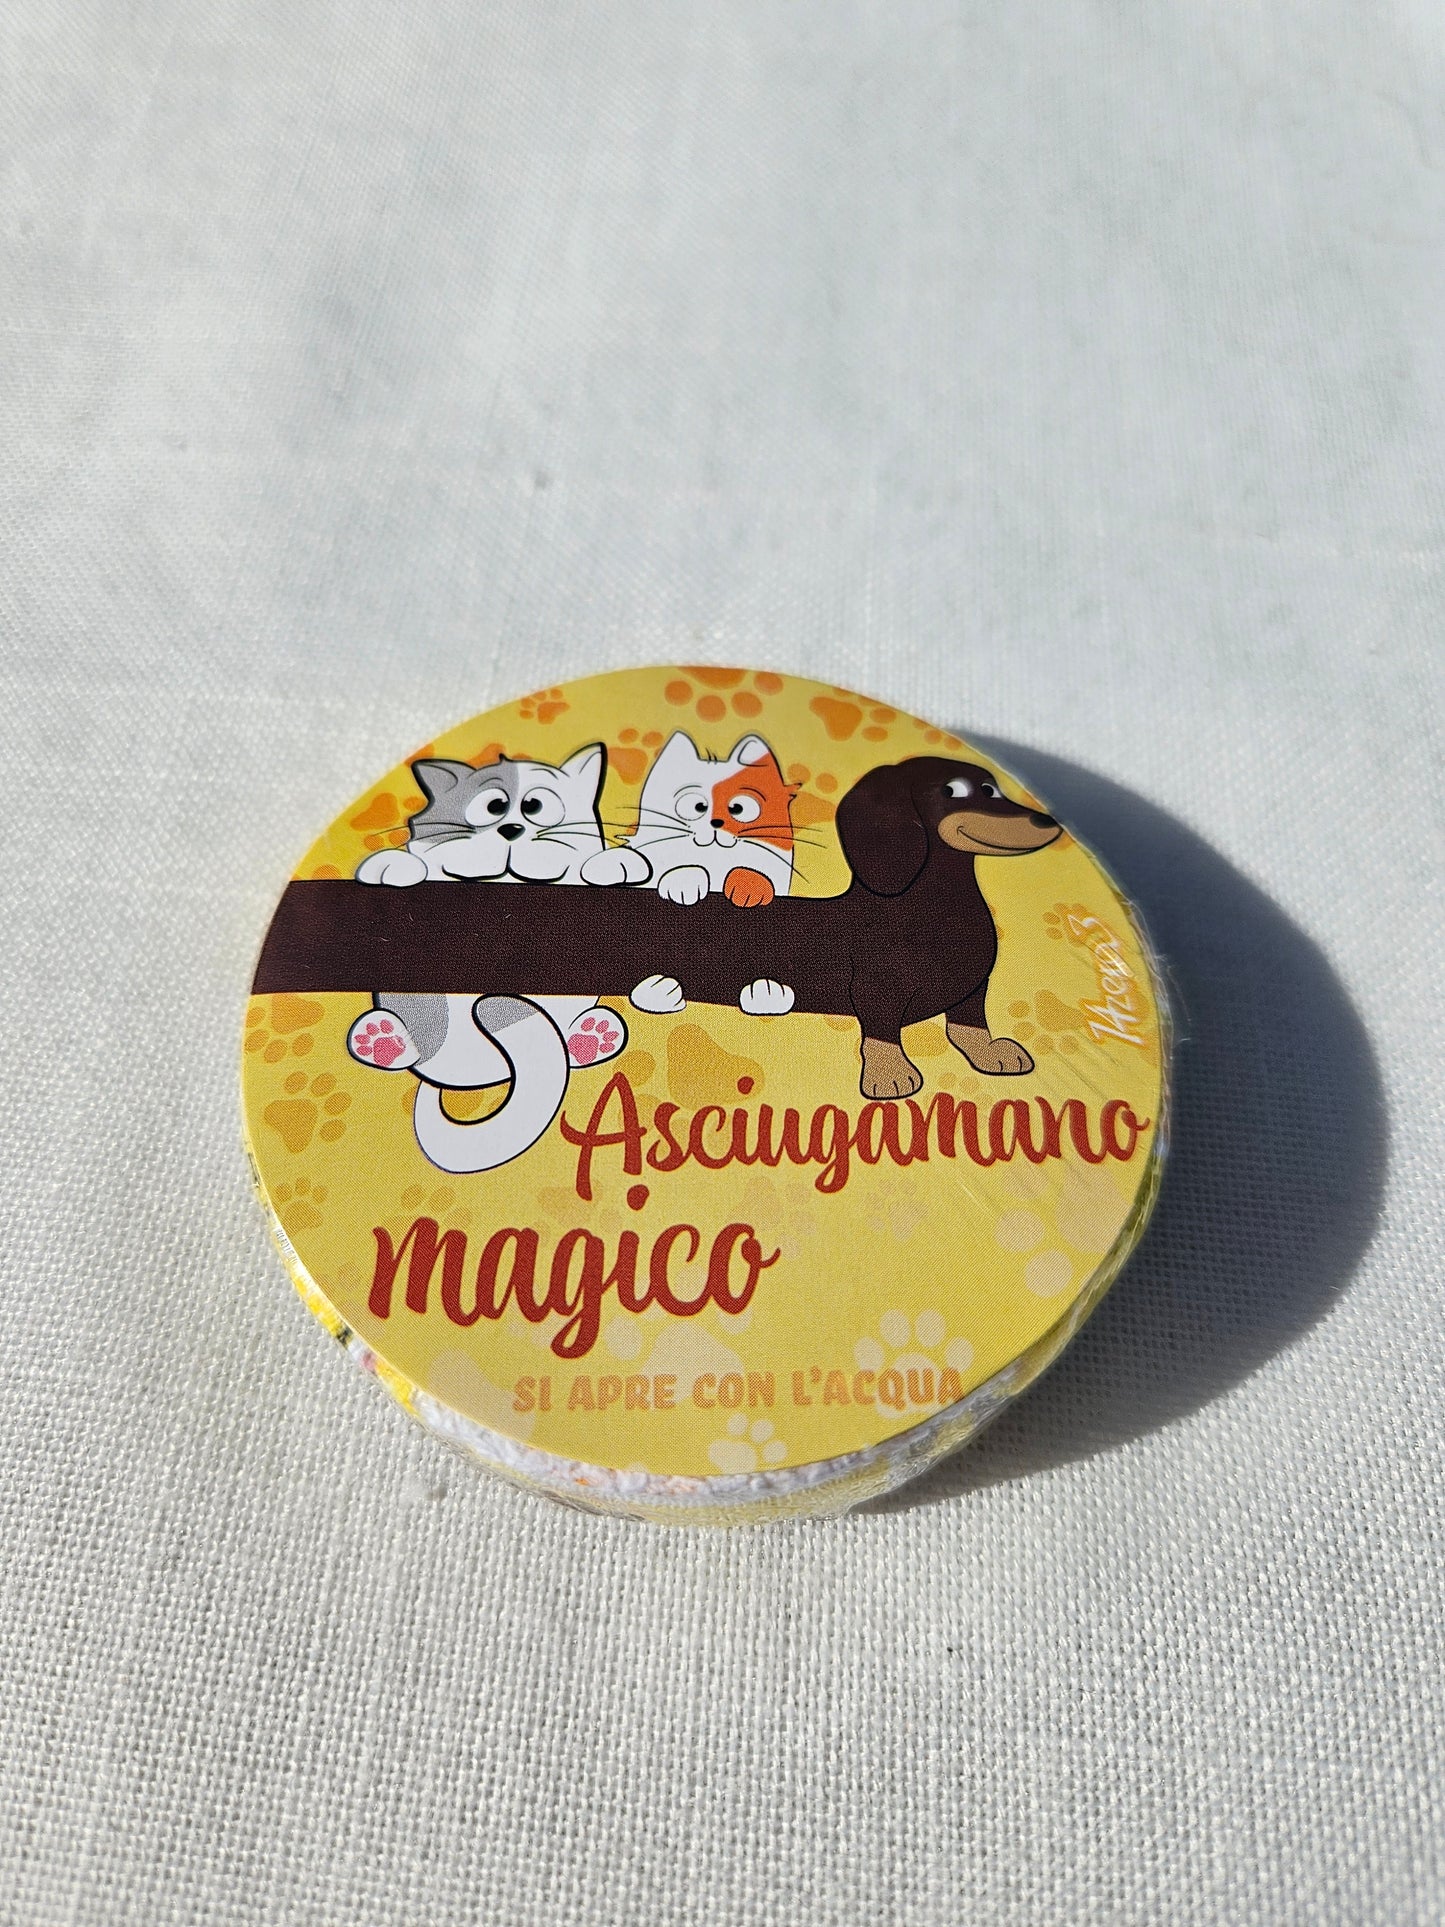 Asciugamano
magico
SI APRE CON L'ACQUA